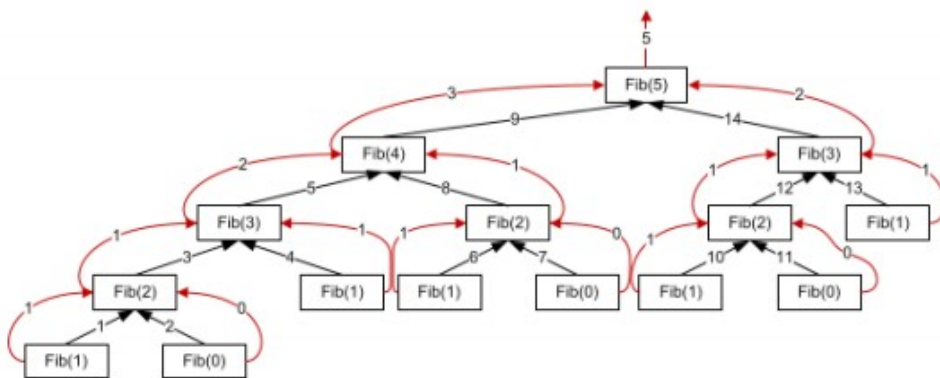 5
Fib(5)
3 2
9 14
Fib(4) Fib(3)
2 1 1 1
5 8 12 13
Fib(3) Fib(2) Fib(2) Fib(1)
1 1 1 0 1 0
3 4 6 7 10 11
Fib(2) Fib(1) Fib(1) Fib(0) Fib(1) Fib(0)
1 0
1 2
Fib(1) Fib(0)